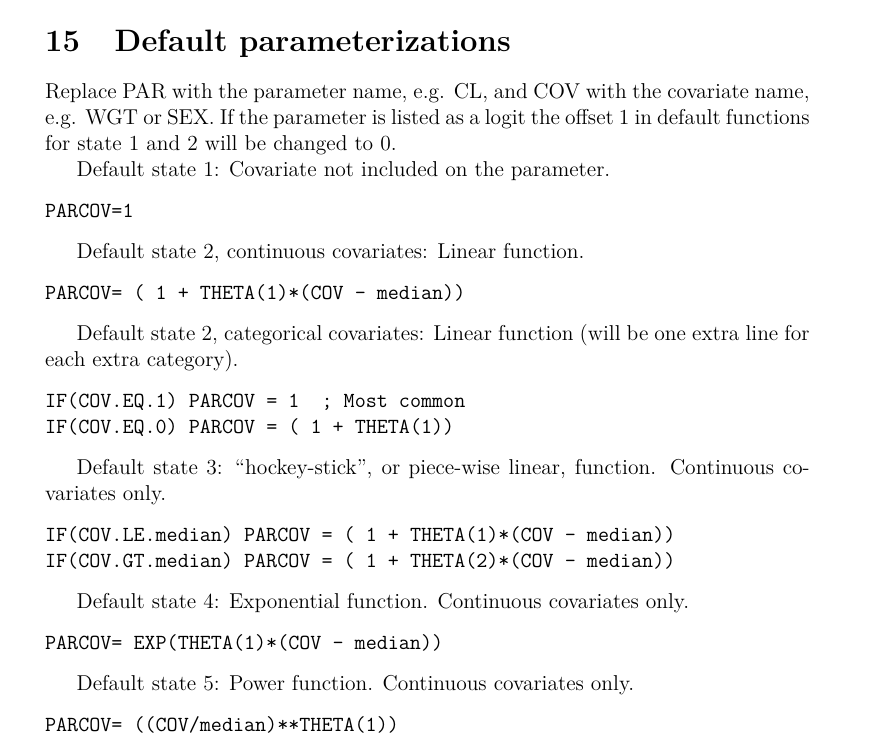 15 Default parameterizations
Replace PAR with the parameter name, e.g. CL, and COV with the covariate name,
e.g. WGT or SEX. If the parameter is listed as a logit the offset 1 in default functions
for state 1 and 2 will be changed to 0.
Default state 1: Covariate not included on the parameter.
PARCOV=1
Default state 2, continuous covariates: Linear function.
PARCOV= ( 1 + THETA(1)*(COV - median))
Default state 2, categorical covariates: Linear function (will be one extra line for
each extra category).
IF(COV.EQ.1) PARCOV = 1  ; Most common
IF(COV.EQ.0) PARCOV = ( 1 + THETA(1))
Default state 3: “hockey-stick”, or piece-wise linear, function. Continuous co-
variates only.
IF(COV.LE.median) PARCOV = ( 1 + THETA(1)*(COV - median))
IF(COV.GT.median) PARCOV = ( 1 + THETA(2)*(COV - median))
Default state 4: Exponential function. Continuous covariates only.
PARCOV= EXP(THETA(1)*(COV - median))
Default state 5: Power function. Continuous covariates only.
PARCOV= ((COV/median)**THETA(1))